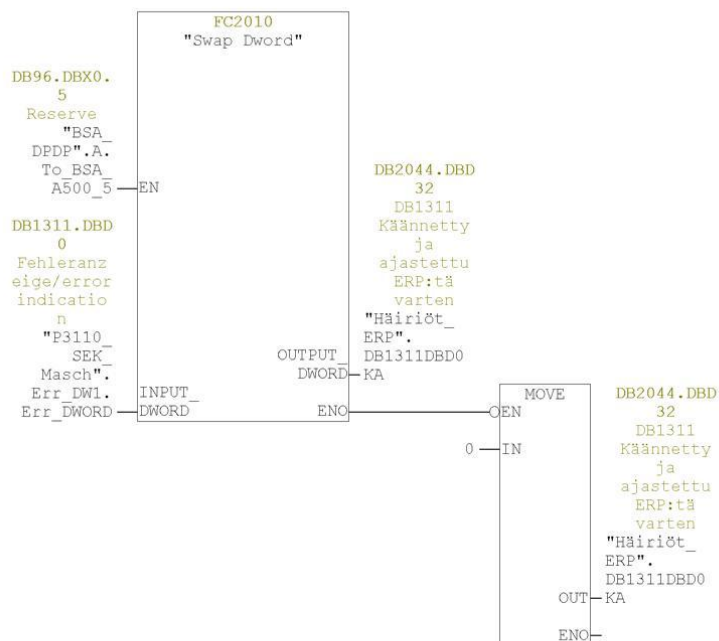 FC2010
"Swap Dword"
DB96.DBX0.
5
Reserve
"BSA_
DPDP".A.
To_BSA_
A500_5
EN
DB1311.DBD
0
Fehleranz
eige/error
indicatio
n
"P3110_
SEK_
Masch".
Err_DW1.
Err_DWORD
INPUT_
DWORD
DB2044.DBD
32
DB1311
Käännetty
ja
ajastettu
ERP:tä
varten
"Häiriöt_
ERP".
OUTPUT_ DB1311DBD0
DWORD KA
ENO
MOVE
EN
0 IN
DB2044.DBD
32
DB1311
Käännetty
ja
ajastettu
ERP:tä
varten
"Häiriöt_
ERP".
DB1311DBD0
OUT KA
ENO